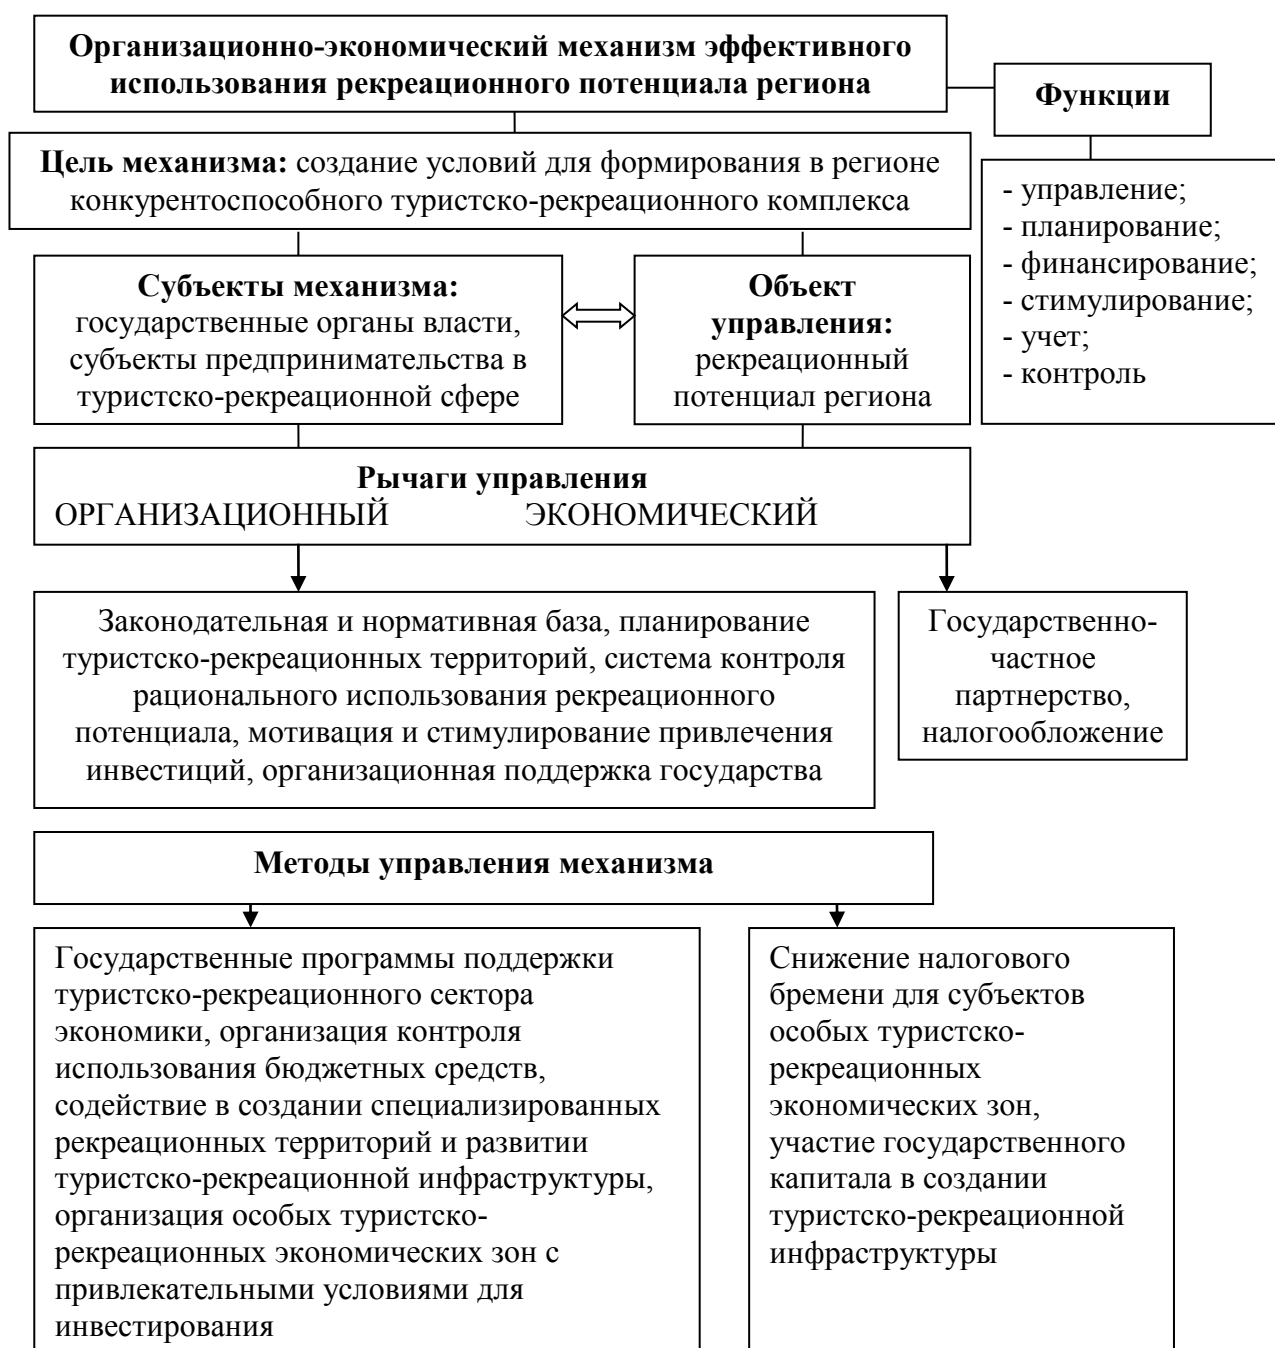 Организационно-экономический механизм эффективного
использования рекреационного потенциала региона
Функции
Цель механизма: создание условий для формирования в регионе
конкурентоспособного туристско-рекреационного комплекса
- управление;
- планирование;
- финансирование;
- стимулирование;
- учет;
- контроль
Субъекты механизма:
государственные органы власти,
субъекты предпринимательства в
туристско-рекреационной сфере
Объект
управления:
рекреационный
потенциал региона
Рычаги управления
ОРГАНИЗАЦИОННЫЙ ЭКОНОМИЧЕСКИЙ
Законодательная и нормативная база, планирование
туристско-рекреационных территорий, система контроля
рационального использования рекреационного
потенциала, мотивация и стимулирование привлечения
инвестиций, организационная поддержка государства
Государственно-
частное
партнерство,
налогообложение
Методы управления механизма
Государственные программы поддержки
туристско-рекреационного сектора
экономики, организация контроля
использования бюджетных средств,
содействие в создании специализированных
рекреационных территорий и развитии
туристско-рекреационной инфраструктуры,
организация особых туристско-
рекреационных экономических зон с
привлекательными условиями для
инвестирования
Снижение налогового
бремени для субъектов
особых туристско-
рекреационных
экономических зон,
участие государственного
капитала в создании
туристско-рекреационной
инфраструктуры